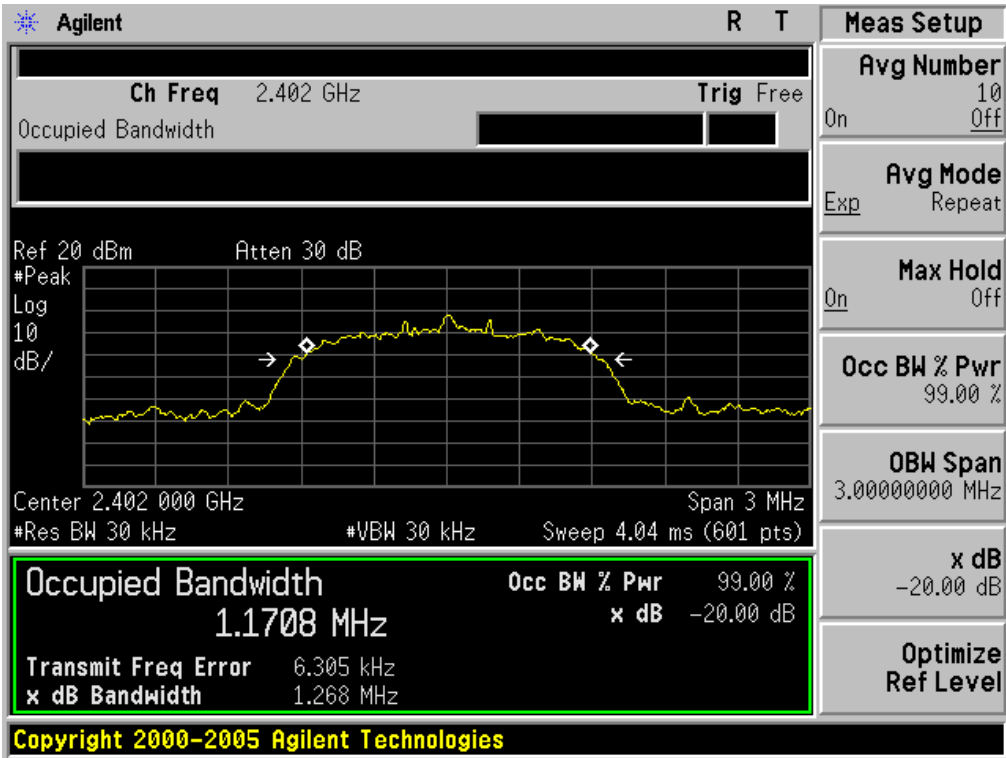 Agilent R T
Ch Freq 2.402 GHz Trig Free
Occupied Bandwidth
Ref 20 dBm Atten 30 dB
#Peak
Log
10
dB/
Center 2.402 000 GHz Span 3 MHz
#Res BW 30 kHz #VBW 30 kHz Sweep 4.04 ms (601 pts)
Occupied Bandwidth Occ BW % Pwr 99.00 %
1.1708 MHz x dB -20.00 dB
Transmit Freq Error 6.305 kHz
x dB Bandwidth 1.268 MHz
Copyright 2000-2005 Agilent Technologies
Meas Setup
Avg Number
10
On Off
Avg Mode
Exp Repeat
Max Hold
On Off
Occ BW % Pwr
99.00 %
OBW Span
3.00000000 MHz
x dB
-20.00 dB
Optimize
Ref Level